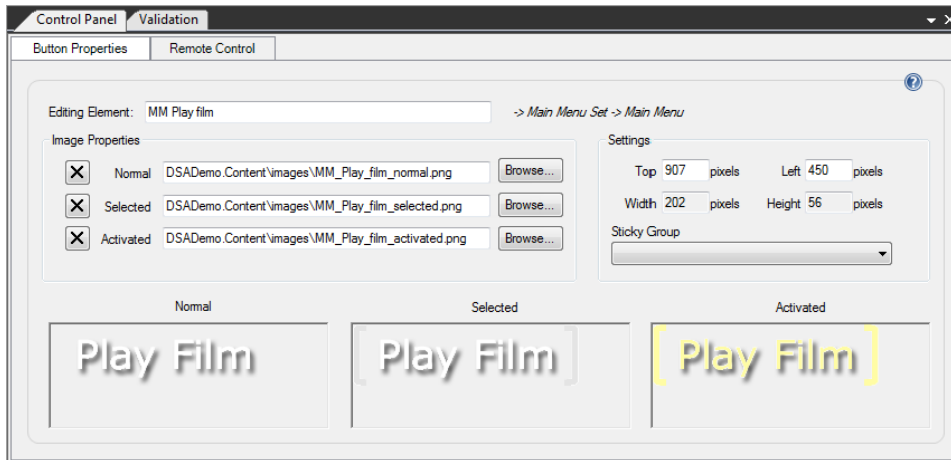 Control Panel Validation
Button Properties Remote Control
?
Editing Element: MM Play film -> Main Menu Set -> Main Menu
Image Properties
Normal DSADemo.Content\images\MM_Play_film_normal.png Browse...
Selected DSADemo.Content\images\MM_Play_film_selected.png Browse...
Activated DSADemo.Content\images\MM_Play_film_activated.png Browse...
Settings
Top 907 pixels Left 450 pixels
Width 202 pixels Height 56 pixels
Sticky Group
Normal Selected Activated
Play Film [Play Film] [Play Film]